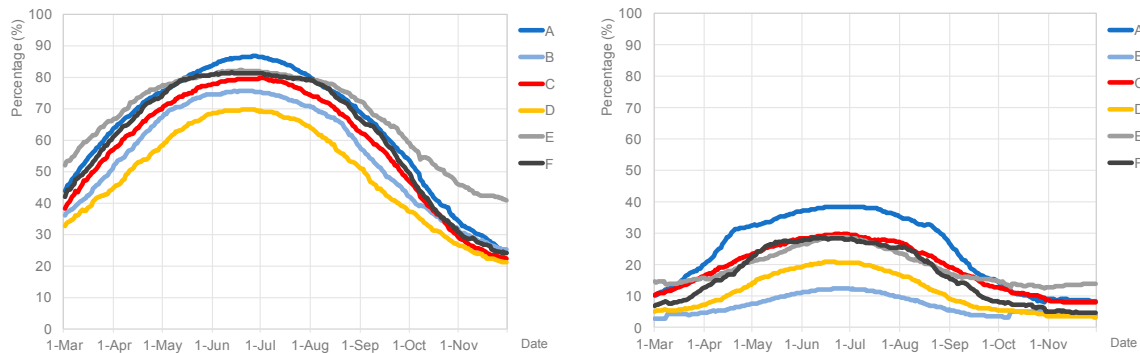 Percentage (%)
100
90
80
70
60
50
40
30
20
10
0
1-Mar 1-Apr 1-May 1-Jun 1-Jul 1-Aug 1-Sep 1-Oct 1-Nov Date
A
B
C
D
E
F
Percentage (%)
100
90
80
70
60
50
40
30
20
10
0
1-Mar 1-Apr 1-May 1-Jun 1-Jul 1-Aug 1-Sep 1-Oct 1-Nov Date
A
B
C
D
E
F